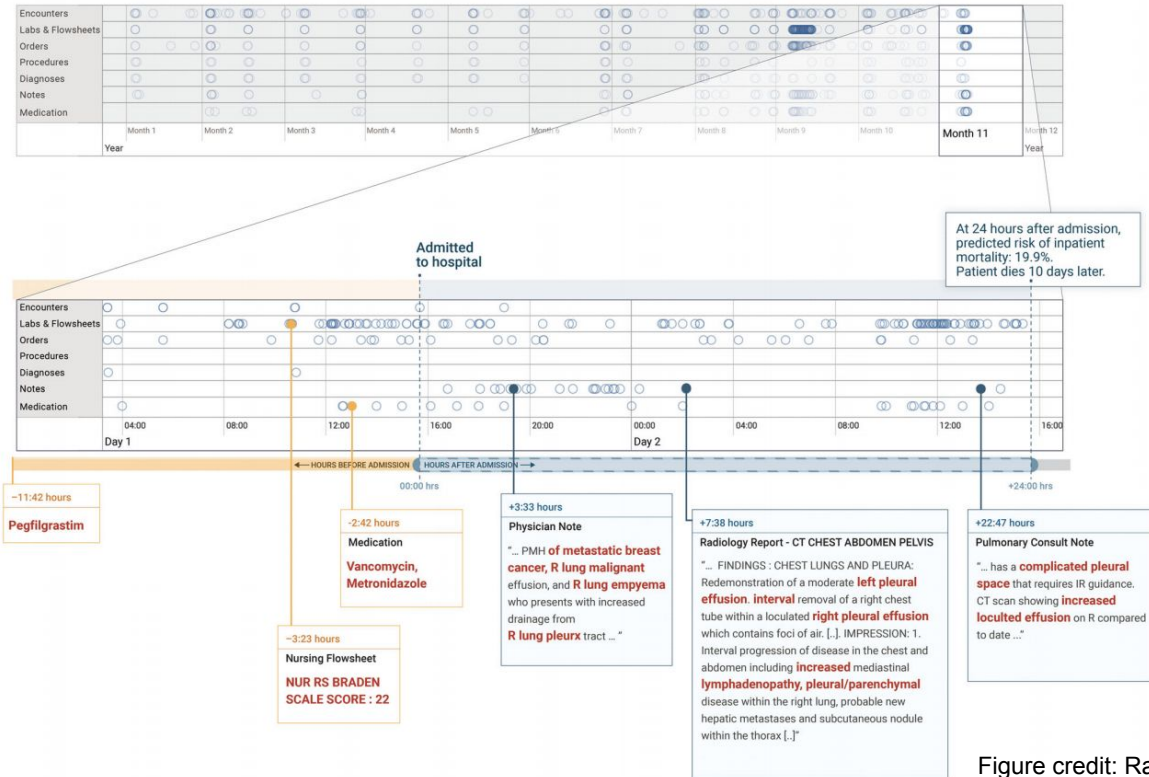 Encounters
Labs & Flowsheets
Orders
Procedures
Diagnoses
Notes
Medication
Month 1
Month 2
Month 3
Month 4
Month 5
Month 6
Month 7
Month 8
Month 9
Month 10
Month 11
Month 12
Year
Year
At 24 hours after admission,
predicted risk of inpatient
mortality: 19.9%.
Patient dies 10 days later.
Admitted
to hospital
Encounters
Labs & Flowsheets
Orders
Procedures
Diagnoses
Notes
Medication
04:00
08:00
12:00
16:00
20:00
00:00
04:00
08:00
12:00
16:00
Day 1
Day 2
HOURS BEFORE ADMISSION
HOURS AFTER ADMISSION
00:00 hrs
+24:00 hrs
−11:42 hours
Pegfilgrastim
−3:23 hours
Nursing Flowsheet
NUR RS BRADEN
SCALE SCORE : 22
-2:42 hours
Medication
Vancomycin,
Metronidazole
+3:33 hours
Physician Note
"... PMH of metastatic breast
cancer, R lung malignant
effusion, and R lung empyema
who presents with increased
drainage from
R lung pleurx tract ... "
+7:38 hours
Radiology Report - CT CHEST ABDOMEN PELVIS
"... FINDINGS : CHEST LUNGS AND PLEURA:
Redemonstration of a moderate left pleural
effusion. interval removal of a right chest
tube within a loculated right pleural effusion
which contains foci of air. [..]. IMPRESSION: 1.
Interval progression of disease in the chest and
abdomen including increased mediastinal
lymphadenopathy, pleural/parenchymal
disease within the right lung, probable new
hepatic metastases and subcutaneous nodule
within the thorax [..]"
+22:47 hours
Pulmonary Consult Note
"... has a complicated pleural
space that requires IR guidance.
CT scan showing increased
loculted effusion on R compared
to date ..."
Figure credit: Ra